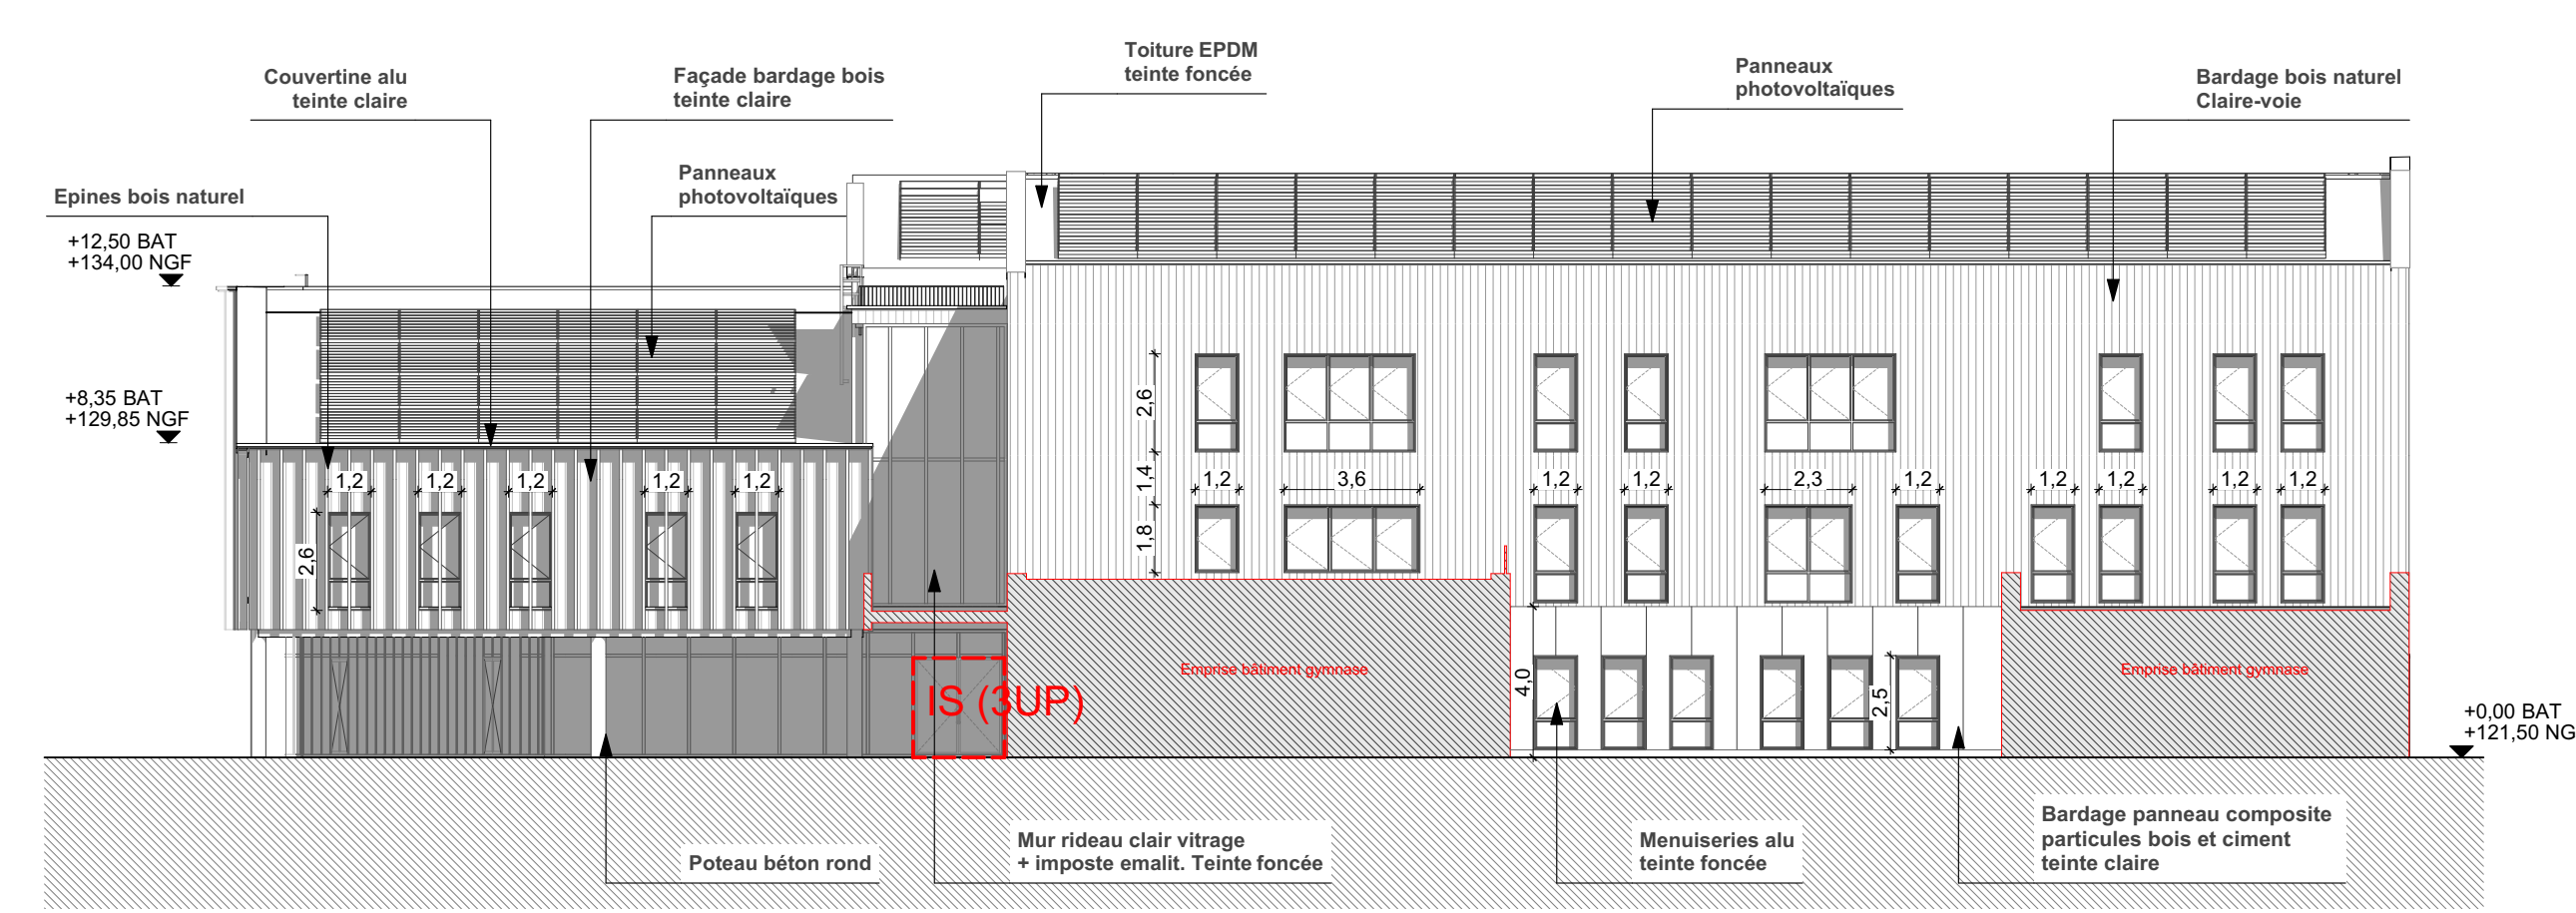 Toiture EPDM
teinte foncée
Couvertine alu
teinte claire
Façade bardage bois
teinte claire
Panneaux
photovoltaïques
Bardage bois naturel
Claire-voie
Epines bois naturel
Panneaux
photovoltaïques
+12,50 BAT
+134,00 NGF
+8,35 BAT
+129,85 NGF
2,6
1,4
1,8
1,2
1,2
1,2
1,2
1,2
1,2
3,6
1,2
1,2
2,3
1,2
1,2
1,2
1,2
1,2
2,6
Emprise bâtiment gymnase
Emprise bâtiment gymnase
IS (3UP)
4,0
2,5
+0,00 BAT
+121,50 NG
Poteau béton rond
Mur rideau clair vitrage
+ imposte emalit. Teinte foncée
Menuiseries alu
teinte foncée
Bardage panneau composite
particules bois et ciment
teinte claire